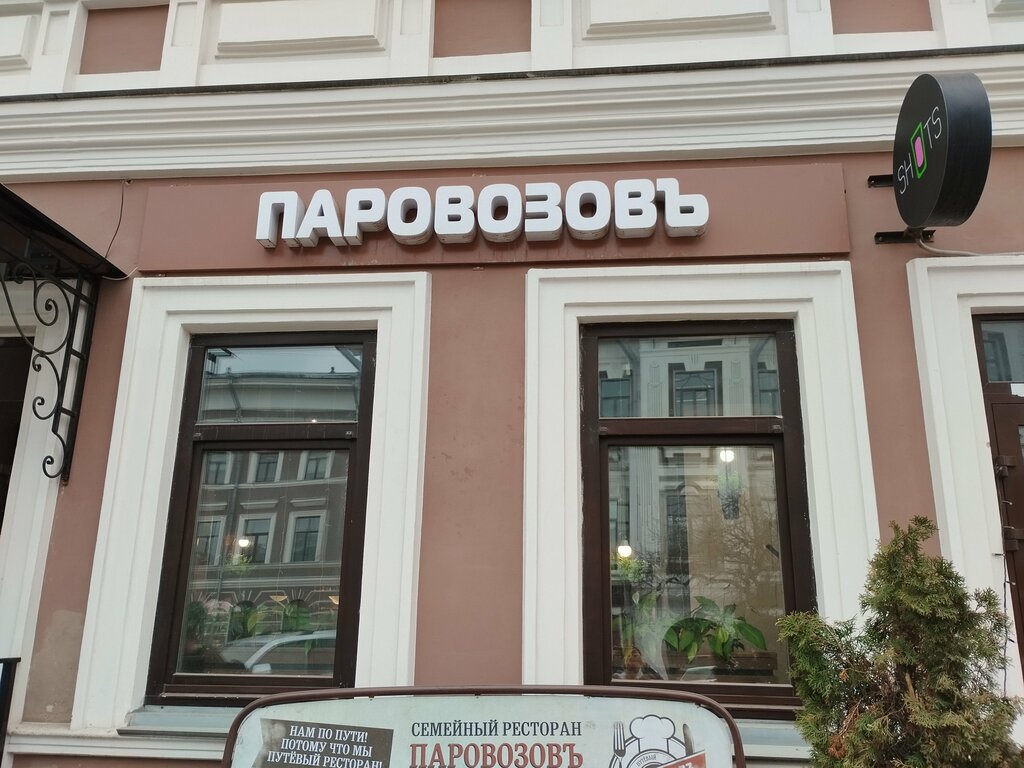 ПАРОВОЗОВЪ
SHOTS
НАМ ПО ПУТИ!
ПОТОМУ ЧТО МЫ
ПУТЁВЫЙ РЕСТОРАН!
СЕМЕЙНЫЙ РЕСТОРАН
ПАРОВОЗОВЪ